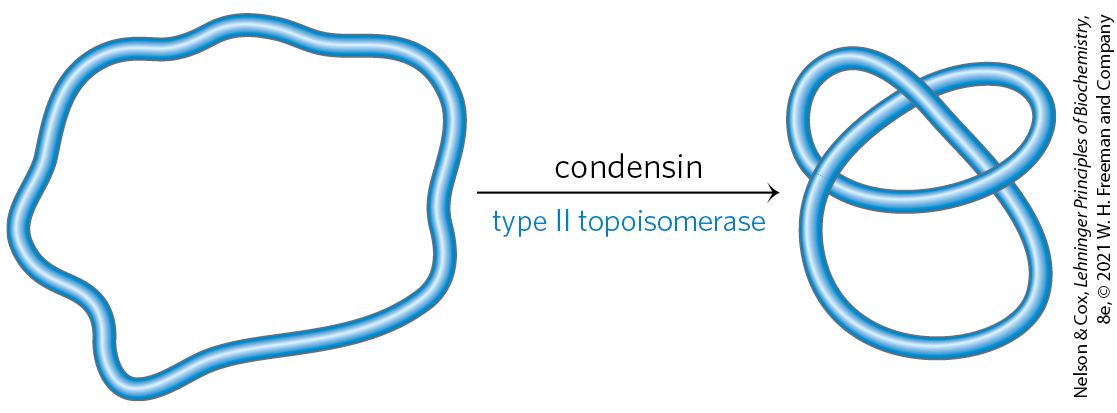 condensin
type II topoisomerase
Nelson & Cox, Lehninger Principles of Biochemistry,
8e, © 2021 W. H. Freeman and Company